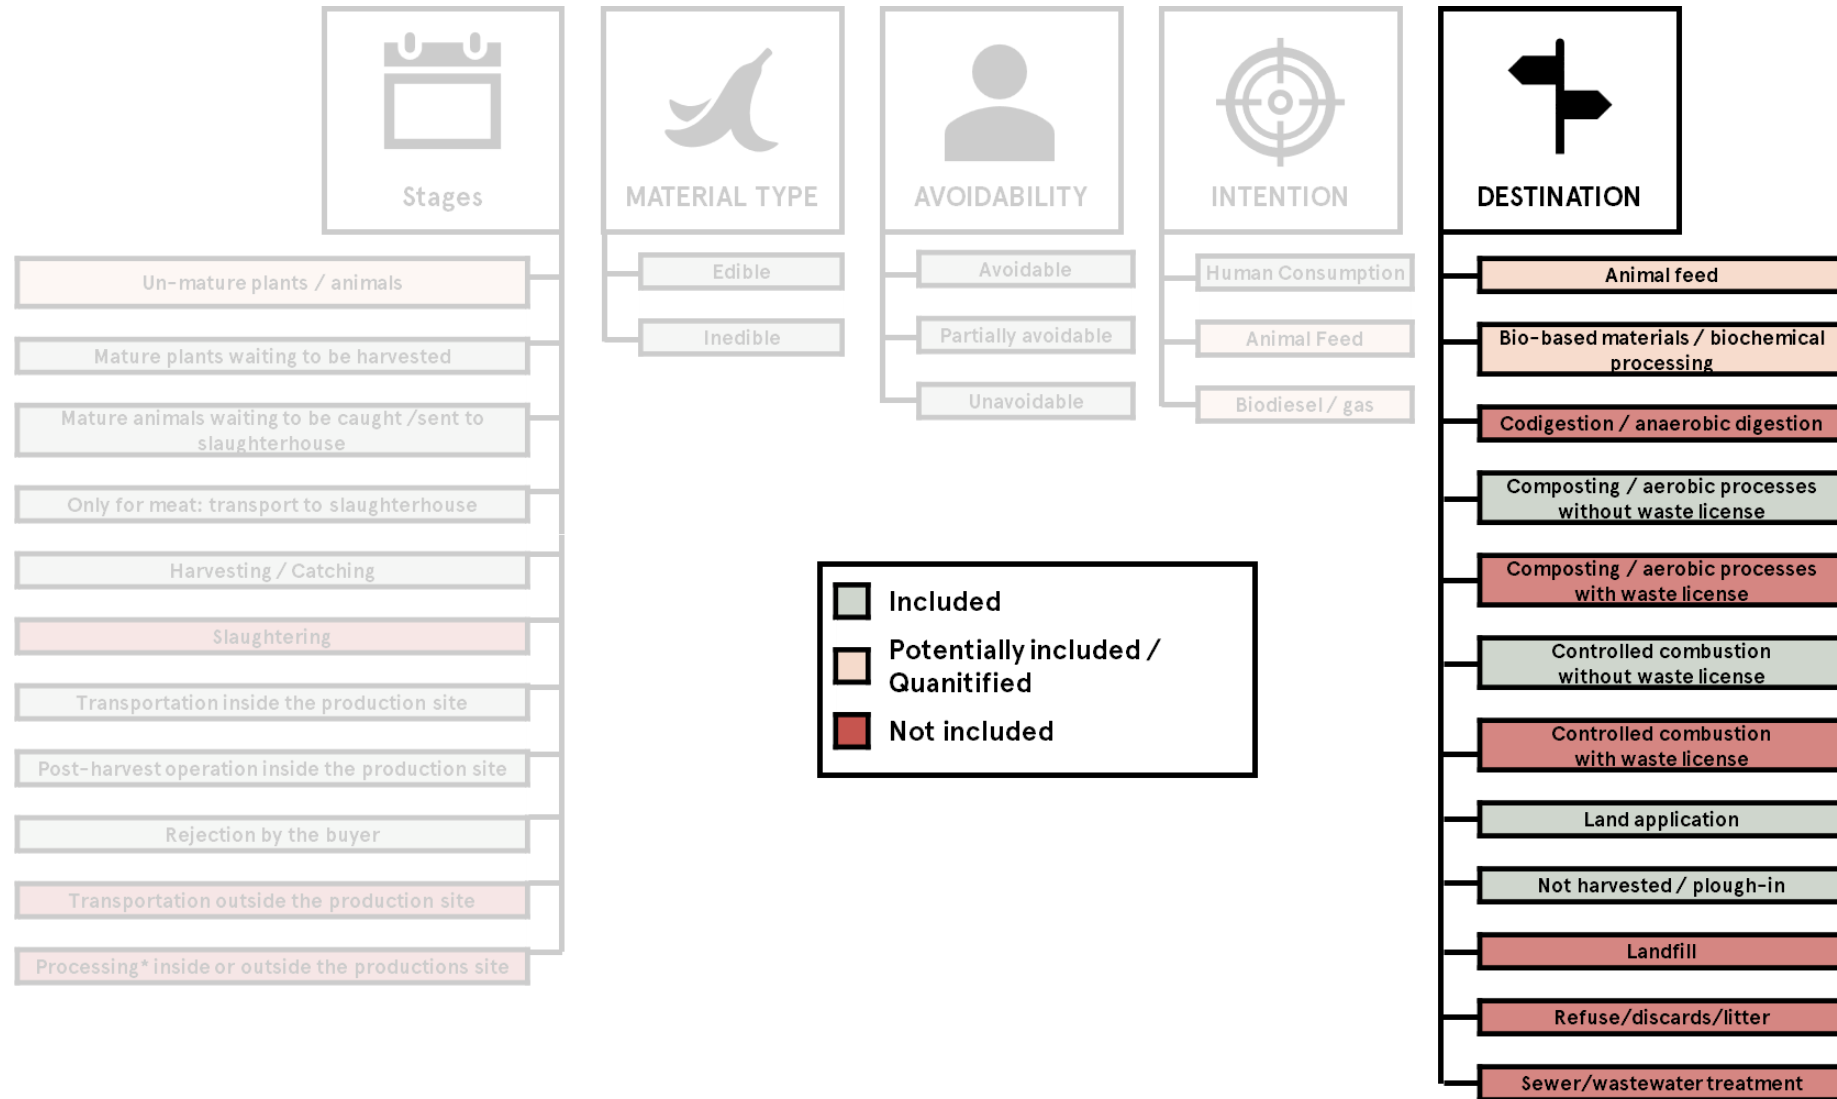 Stages
MATERIAL TYPE
AVOIDABILITY
INTENTION
DESTINATION
Un-mature plants / animals
Mature plants waiting to be harvested
Mature animals waiting to be caught /sent to
slaughterhouse
Only for meat: transport to slaughterhouse
Harvesting / Catching
Slaughtering
Transportation inside the production site
Post-harvest operation inside the production site
Rejection by the buyer
Transportation outside the production site
Processing* inside or outside the productions site
Edible
Inedible
Avoidable
Partially avoidable
Unavoidable
Human Consumption
Animal Feed
Biodiesel / gas
Animal feed
Bio-based materials / biochemical
processing
Codigestion / anaerobic digestion
Composting / aerobic processes
without waste license
Composting / aerobic processes
with waste license
Controlled combustion
without waste license
Controlled combustion
with waste license
Land application
Not harvested / plough-in
Landfill
Refuse/discards/litter
Sewer/wastewater treatment
Included
Potentially included /
Quanitified
Not included